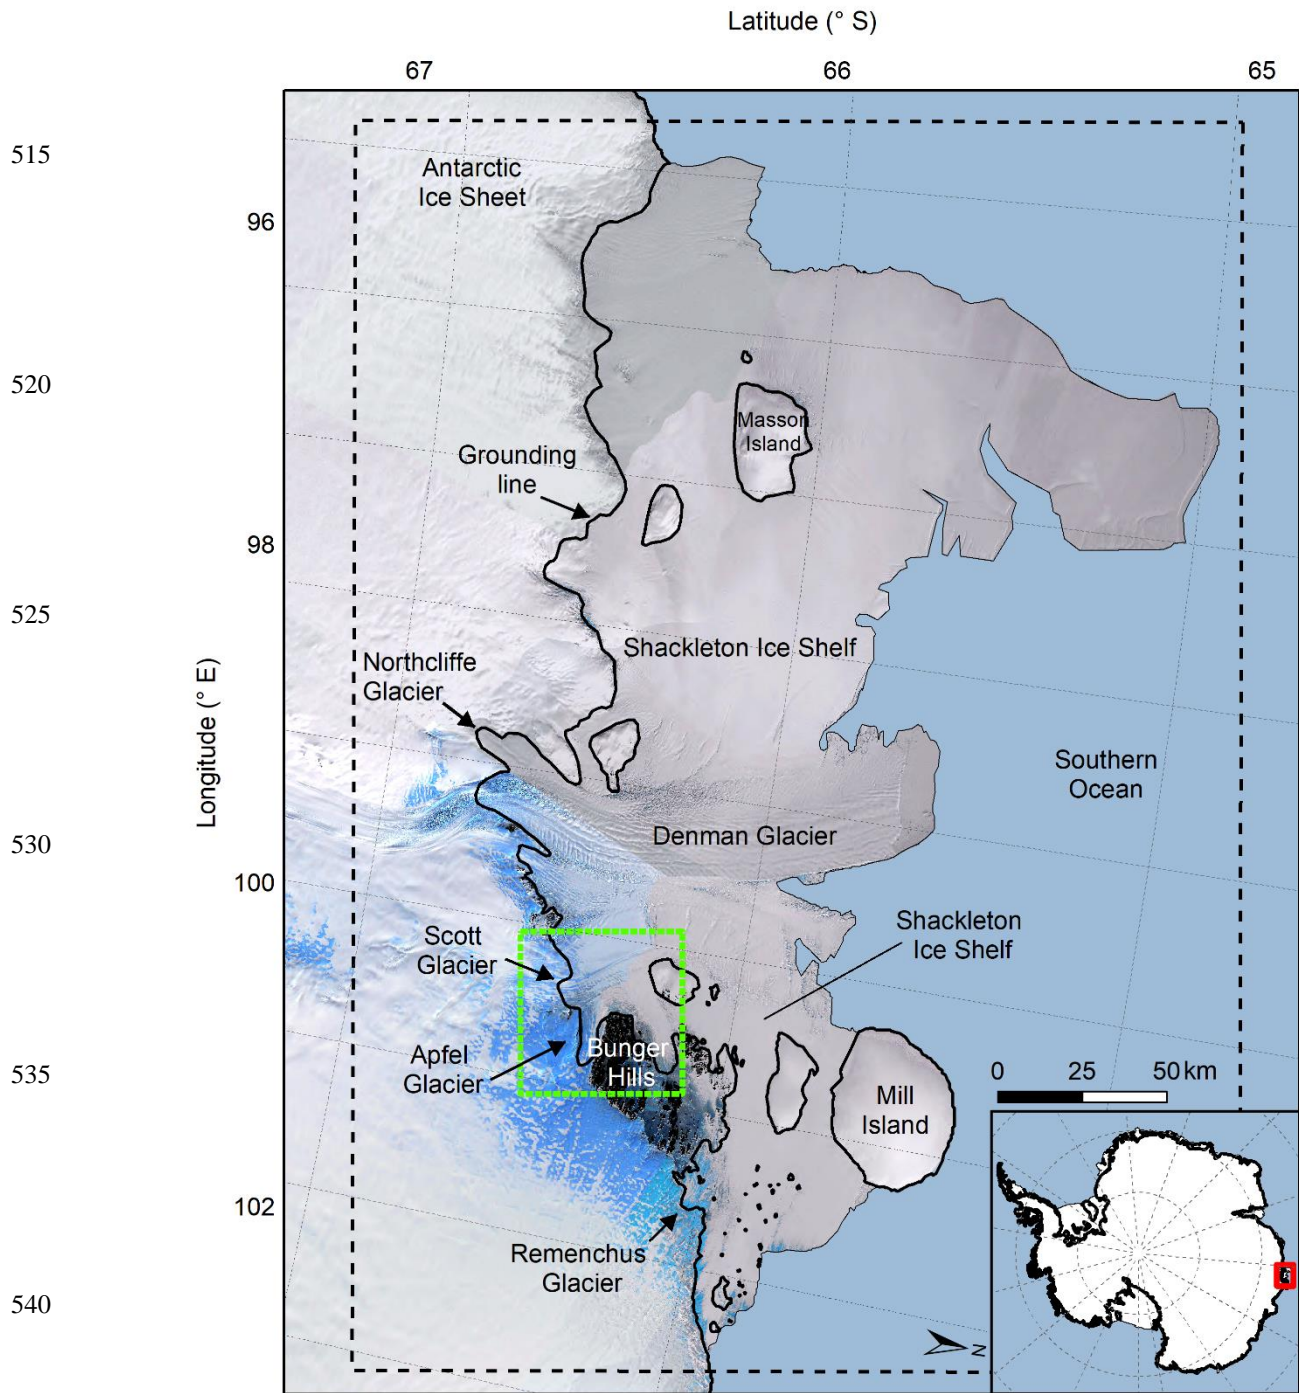 Latitude (° S)
67
66
65
515
Antarctic
Ice Sheet
96
520
Masson
Island
Grounding
line
98
525
Shackleton Ice Shelf
Northcliffe
Glacier
Longitude (° E)
Southern
Ocean
530
Denman Glacier
100
Scott
Glacier
Shackleton
Ice Shelf
535
Apfel
Glacier
Bunger
Hills
0 25 50 km
Mill
Island
102
Remenchus
Glacier
540
N